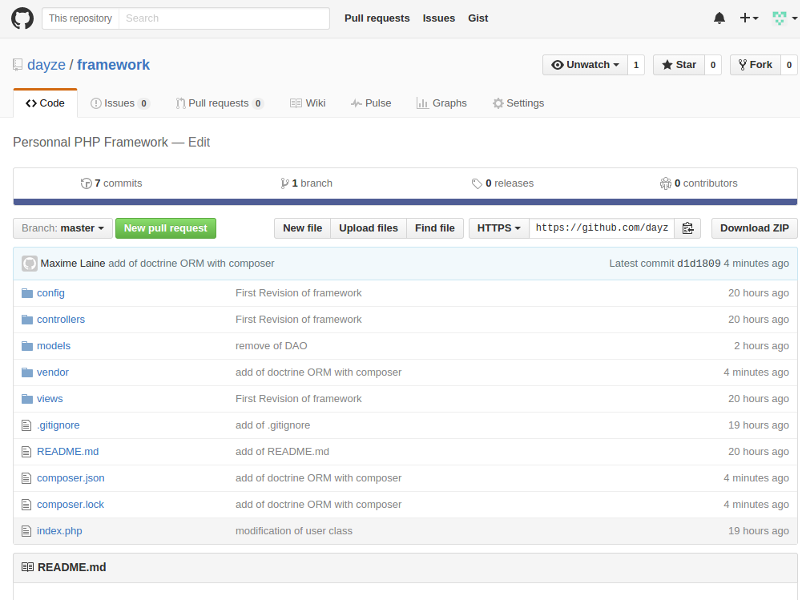 This repository Search Pull requests Issues Gist
dayze / framework Unwatch 1 Star 0 Fork 0
Code Issues 0 Pull requests 0 Wiki Pulse Graphs Settings
Personnal PHP Framework — Edit
7 commits 1 branch 0 releases 0 contributors
Branch: master New pull request New file Upload files Find file HTTPS https://github.com/dayz Download ZIP
Maxime Laine add of doctrine ORM with composer Latest commit d1d1809 4 minutes ago
config First Revision of framework 20 hours ago
controllers First Revision of framework 20 hours ago
models remove of DAO 2 hours ago
vendor add of doctrine ORM with composer 4 minutes ago
views First Revision of framework 20 hours ago
.gitignore add of .gitignore 19 hours ago
README.md add of README.md 20 hours ago
composer.json add of doctrine ORM with composer 4 minutes ago
composer.lock add of doctrine ORM with composer 4 minutes ago
index.php modification of user class 19 hours ago
README.md